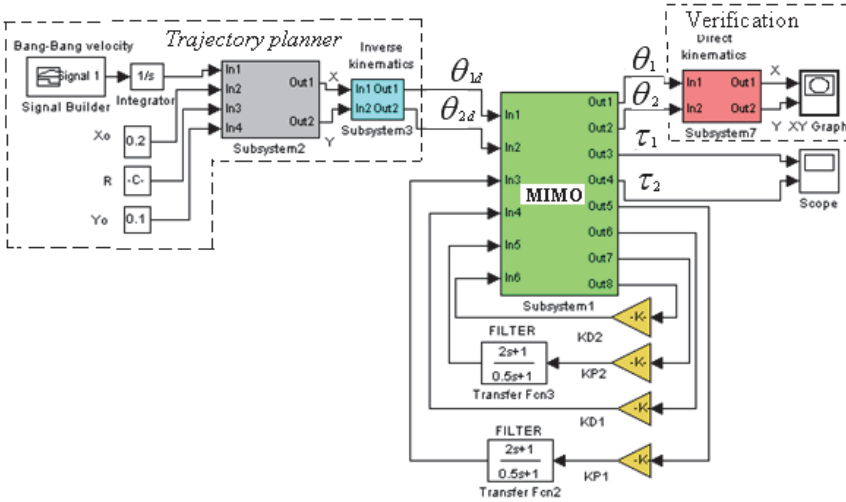 Trajectory planner
Verification
Bang-Bang velocity
Signal 1
Signal Builder
1/s
Integrator
Xo
0.2
R
-C-
Yo
0.1
In1
In2
In3
In4
Out1
Out2
Subsystem2
X
Y
Inverse
kinematics
In1 Out1
In2 Out2
Subsystem3
θ1d
θ2d
In1
In2
In3
In4
In5
In6
MIMO
Out1
Out2
Out3
Out4
Out5
Out6
Out7
Out8
Subsystem1
θ1
θ2
τ1
τ2
Direct
kinematics
In1
In2
Out1
Out2
Subsystem7
X
Y
XY Graph
Scope
-K-
KD2
FILTER
2s+1
0.5s+1
Transfer Fcn3
-K-
KP2
-K-
KD1
FILTER
2s+1
0.5s+1
Transfer Fcn2
-K-
KP1